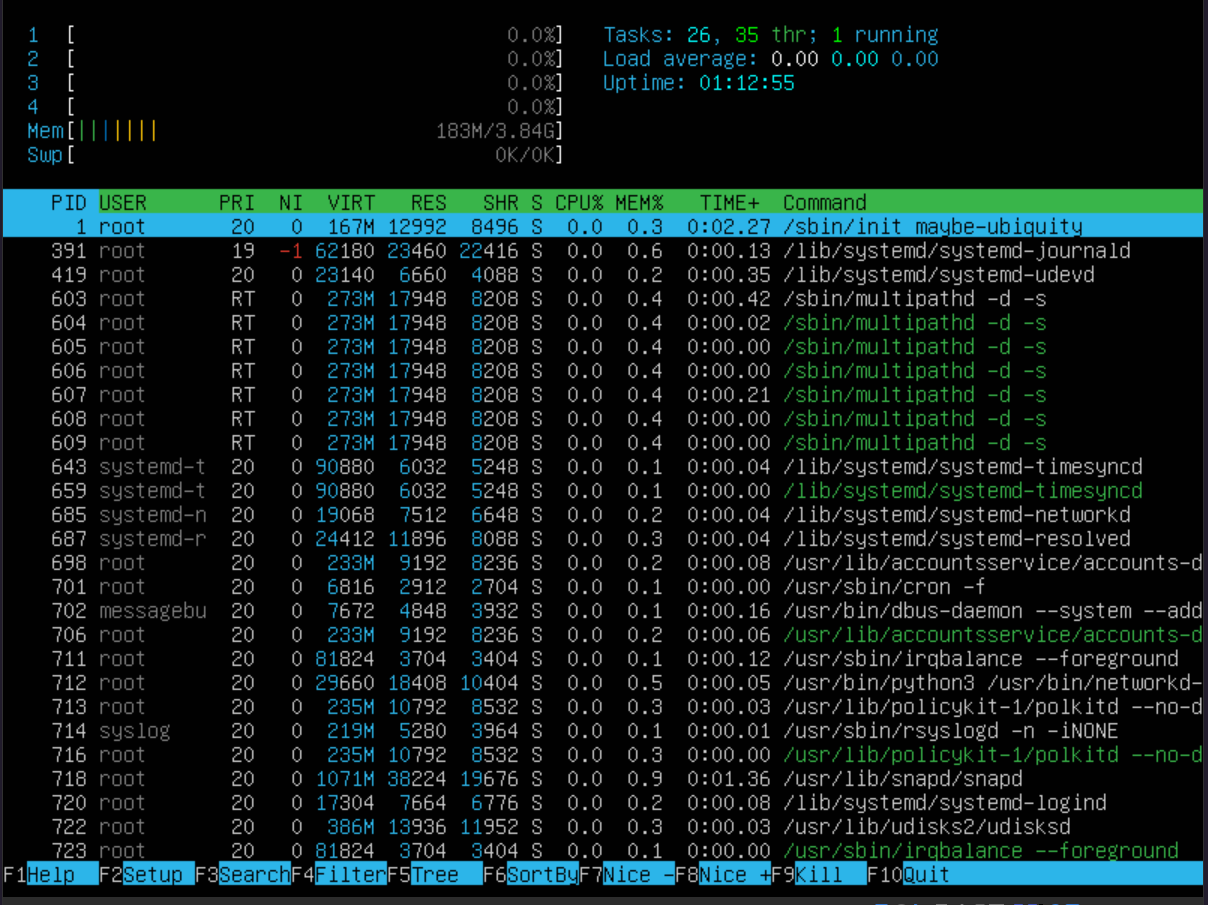 1 [ 0.0%] Tasks: 26, 35 thr; 1 running
2 [ 0.0%] Load average: 0.00 0.00 0.00
3 [ 0.0%] Uptime: 01:12:55
4 [ 0.0%]
Mem[||||||| 183M/3.84G]
Swp[ 0K/0K]
PID USER PRI NI VIRT RES SHR S CPU% MEM% TIME+ Command
1 root 20 0 167M 12992 8496 S 0.0 0.3 0:02.27 /sbin/init maybe-ubiquity
391 root 19 -1 62180 23460 22416 S 0.0 0.6 0:00.13 /lib/systemd/systemd-journald
419 root 20 0 23140 6660 4088 S 0.0 0.2 0:00.35 /lib/systemd/systemd-udevd
603 root RT 0 273M 17948 8208 S 0.0 0.4 0:00.42 /sbin/multipathd -d -s
604 root RT 0 273M 17948 8208 S 0.0 0.4 0:00.02 /sbin/multipathd -d -s
605 root RT 0 273M 17948 8208 S 0.0 0.4 0:00.00 /sbin/multipathd -d -s
606 root RT 0 273M 17948 8208 S 0.0 0.4 0:00.00 /sbin/multipathd -d -s
607 root RT 0 273M 17948 8208 S 0.0 0.4 0:00.21 /sbin/multipathd -d -s
608 root RT 0 273M 17948 8208 S 0.0 0.4 0:00.00 /sbin/multipathd -d -s
609 root RT 0 273M 17948 8208 S 0.0 0.4 0:00.00 /sbin/multipathd -d -s
643 systemd-t 20 0 90880 6032 5248 S 0.0 0.1 0:00.04 /lib/systemd/systemd-timesyncd
659 systemd-t 20 0 90880 6032 5248 S 0.0 0.1 0:00.00 /lib/systemd/systemd-timesyncd
685 systemd-n 20 0 19068 7512 6648 S 0.0 0.2 0:00.04 /lib/systemd/systemd-networkd
687 systemd-r 20 0 24412 11896 8088 S 0.0 0.3 0:00.04 /lib/systemd/systemd-resolved
698 root 20 0 233M 9192 8236 S 0.0 0.2 0:00.08 /usr/lib/accountsservice/accounts-d
701 root 20 0 6816 2912 2704 S 0.0 0.1 0:00.00 /usr/sbin/cron -f
702 messagebu 20 0 7672 4848 3932 S 0.0 0.1 0:00.16 /usr/bin/dbus-daemon --system --add
706 root 20 0 233M 9192 8236 S 0.0 0.2 0:00.06 /usr/lib/accountsservice/accounts-d
711 root 20 0 81824 3704 3404 S 0.0 0.1 0:00.12 /usr/sbin/irqbalance --foreground
712 root 20 0 29660 18408 10404 S 0.0 0.5 0:00.05 /usr/bin/python3 /usr/bin/networkd-
713 root 20 0 235M 10792 8532 S 0.0 0.3 0:00.03 /usr/lib/policykit-1/polkitd --no-d
714 syslog 20 0 219M 5280 3964 S 0.0 0.1 0:00.01 /usr/sbin/rsyslogd -n -iNONE
716 root 20 0 235M 10792 8532 S 0.0 0.3 0:00.00 /usr/lib/policykit-1/polkitd --no-d
718 root 20 0 1071M 38224 19676 S 0.0 0.9 0:01.36 /usr/lib/snapd/snapd
720 root 20 0 17304 7664 6776 S 0.0 0.2 0:00.08 /lib/systemd/systemd-logind
722 root 20 0 386M 13936 11952 S 0.0 0.3 0:00.03 /usr/lib/udisks2/udisksd
723 root 20 0 81824 3704 3404 S 0.0 0.1 0:00.00 /usr/sbin/irqbalance --foreground
F1Help F2Setup F3SearchF4FilterF5Tree F6SortByF7Nice -F8Nice +F9Kill F10Quit